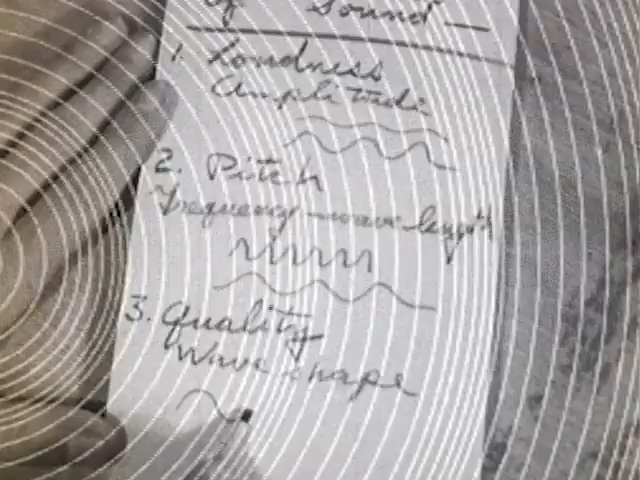 of Sound —
1. Loudness
Amplitude
2. Pitch
Frequency - wave length
3. Quality
Wave shape